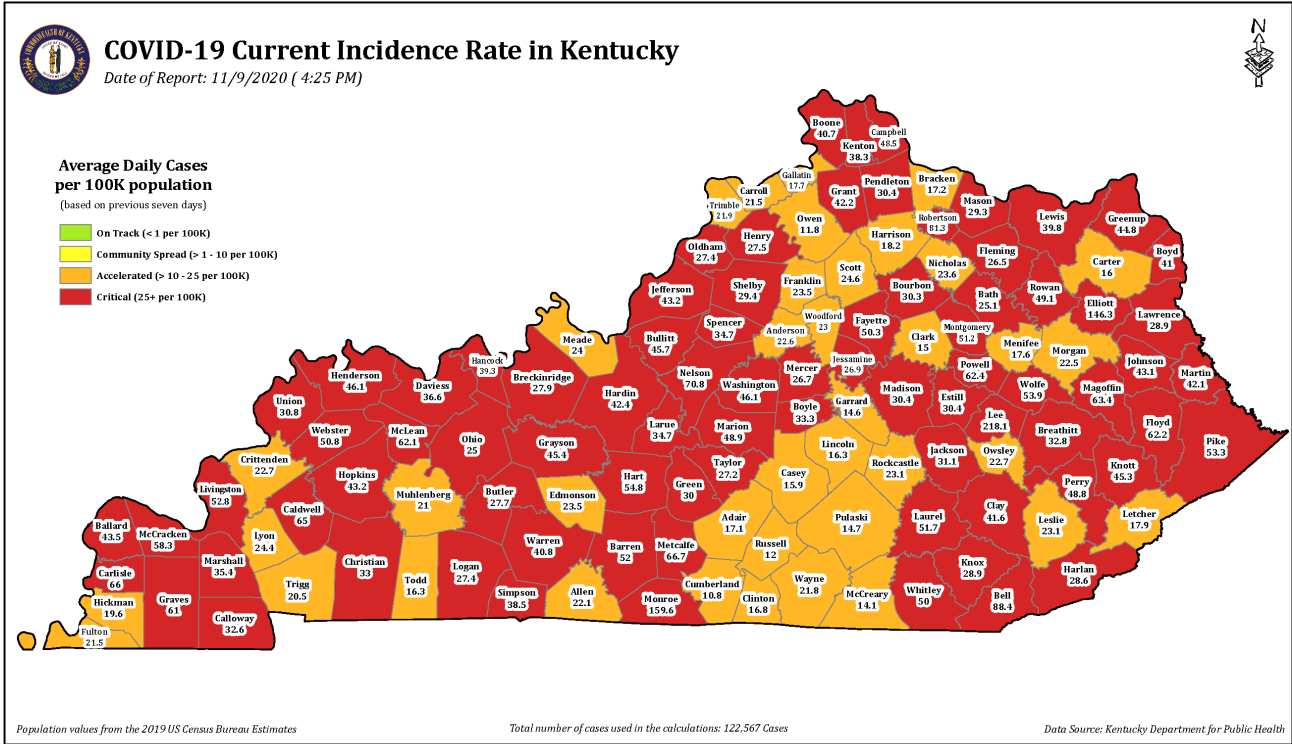 COVID-19 Current Incidence Rate in Kentucky
Date of Report: 11/9/2020 ( 4:25 PM)
N
Average Daily Cases
per 100K population
(based on previous seven days)
On Track (< 1 per 100K)
Community Spread (> 1 - 10 per 100K)
Accelerated (> 10 - 25 per 100K)
Critical (25+ per 100K)
Boone
40.7
Kenton
38.3
Campbell
48.5
Gallatin
17.7
Carroll
21.5
Trimble
21.9
Grant
42.2
Pendleton
30.4
Bracken
17.2
Mason
29.3
Robertson
81.3
Lewis
39.8
Greenup
44.8
Boyd
41
Carter
16
Owen
11.8
Henry
27.5
Oldham
27.4
Harrison
18.2
Fleming
26.5
Nicholas
23.6
Scott
24.6
Franklin
23.5
Shelby
29.4
Jefferson
43.2
Bourbon
30.3
Bath
25.1
Rowan
49.1
Elliott
146.3
Lawrence
28.9
Woodford
23
Fayette
50.3
Montgomery
51.2
Clark
15
Anderson
22.6
Spencer
34.7
Bullitt
45.7
Meade
24
Menifee
17.6
Morgan
22.5
Johnson
43.1
Martin
42.1
Jessamine
26.9
Mercer
26.7
Powell
62.4
Wolfe
53.9
Magoffin
63.4
Nelson
70.8
Washington
46.1
Madison
30.4
Estill
30.4
Hancock
39.3
Breckinridge
27.9
Henderson
46.1
Daviess
36.6
Union
30.8
Hardin
42.4
Boyle
33.3
Garrard
14.6
Lee
218.1
Breathitt
32.8
Floyd
62.2
Pike
53.3
Webster
50.8
McLean
62.1
Ohio
25
Grayson
45.4
Larue
34.7
Marion
48.9
Lincoln
16.3
Jackson
31.1
Owsley
22.7
Knott
45.3
Perry
48.8
Crittenden
22.7
Livingston
52.8
Hopkins
43.2
Muhlenberg
21
Butler
27.7
Edmonson
23.5
Hart
54.8
Green
30
Taylor
27.2
Casey
15.9
Rockcastle
23.1
Clay
41.6
Leslie
23.1
Letcher
17.9
Caldwell
65
Ballard
43.5
McCracken
58.3
Lyon
24.4
Warren
40.8
Barren
52
Metcalfe
66.7
Adair
17.1
Russell
12
Pulaski
14.7
Laurel
51.7
Marshall
35.4
Christian
33
Todd
16.3
Logan
27.4
Knox
28.9
Harlan
28.6
Carlisle
66
Hickman
19.6
Graves
61
Calloway
32.6
Trigg
20.5
Simpson
38.5
Allen
22.1
Monroe
159.6
Cumberland
10.8
Clinton
16.8
Wayne
21.8
McCreary
14.1
Whitley
50
Bell
88.4
Fulton
21.5
Population values from the 2019 US Census Bureau Estimates
Total number of cases used in the calculations: 122,567 Cases
Data Source: Kentucky Department for Public Health